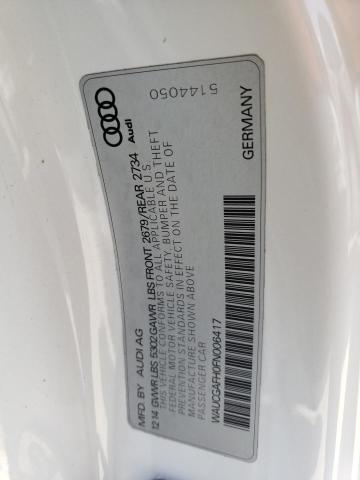 MFD. BY AUDI AG
12 14 GVWR LBS 5302 GAWR LBS FRONT 2679/REAR 2734
THIS VEHICLE CONFORMS TO ALL APPLICABLE U.S.
FEDERAL MOTOR VEHICLE SAFETY, BUMPER AND THEFT
PREVENTION STANDARDS IN EFFECT ON THE DATE OF
MANUFACTURE SHOWN ABOVE
PASSENGER CAR
Audi
5144050
WAUCGAFH0FN006417
GERMANY